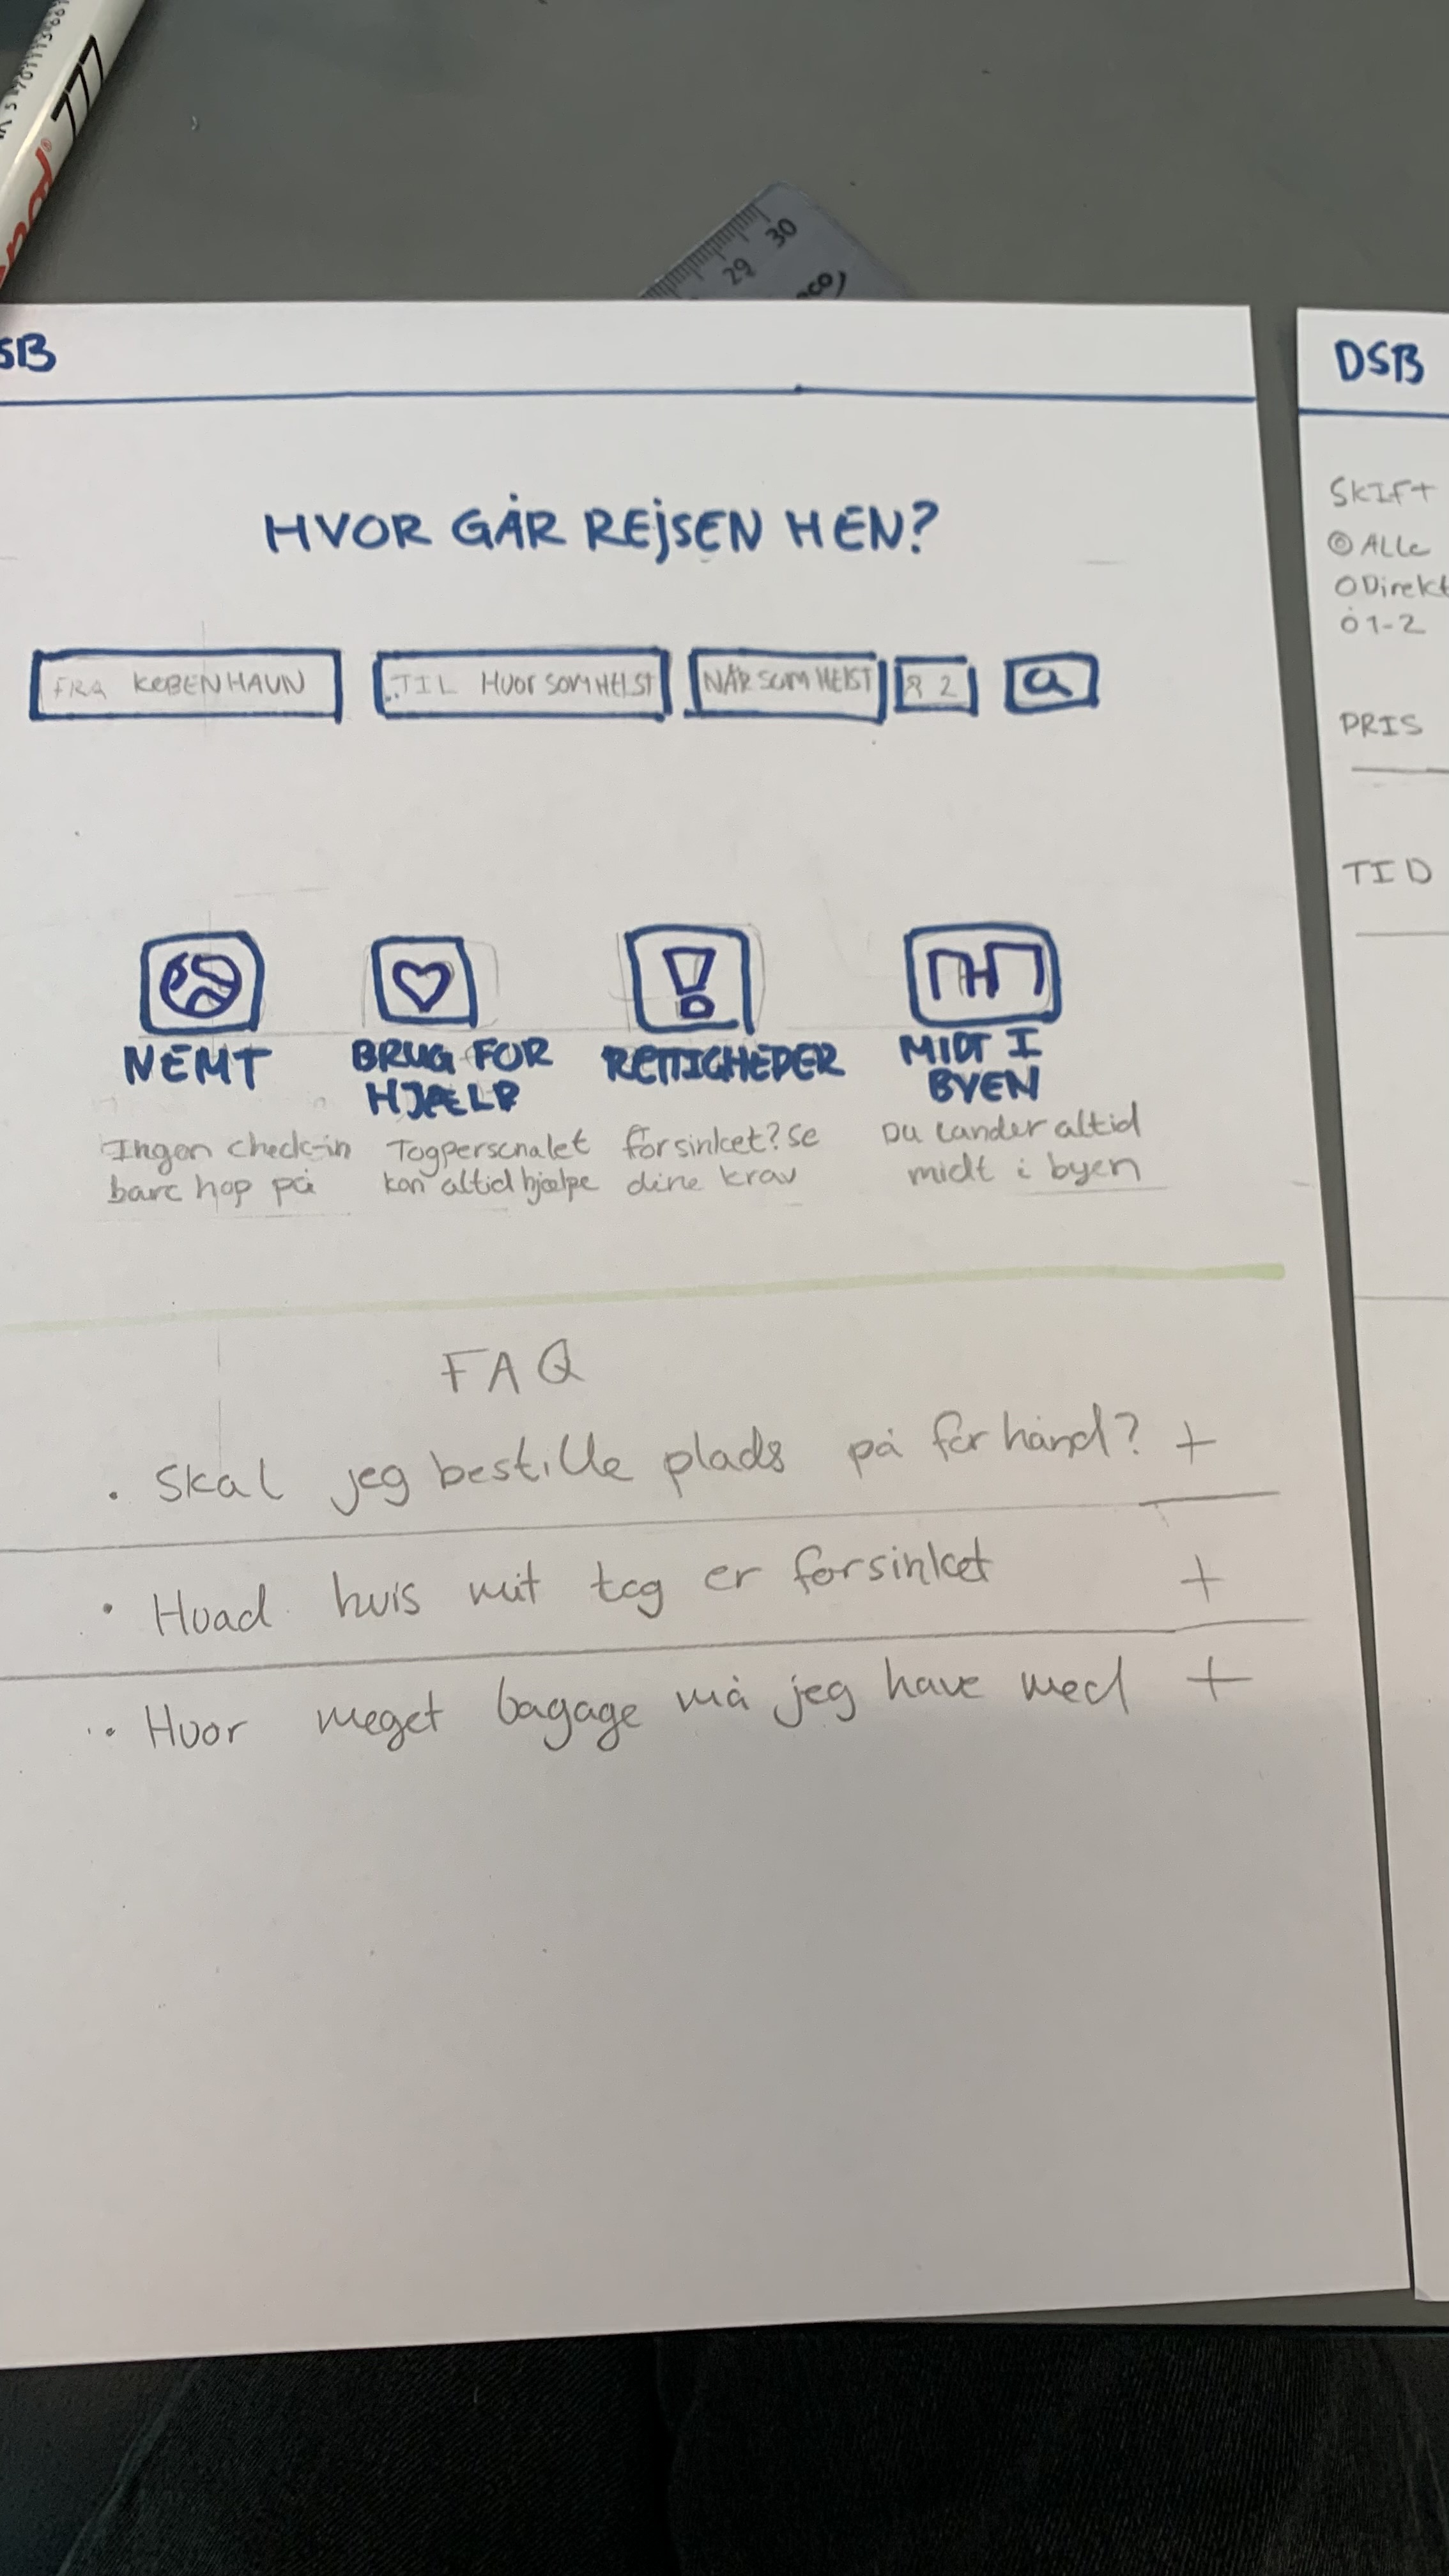 777
29 30
SB
HVOR GÅR REJSEN HEN?
FRA KØBENHAVN
TIL HVOR SOM HELST
NÅR SOM HELST
2
NEMT
Ingen check-in
bare hop på
BRUG FOR
HJÆLP
Togpersonalet
kan altid hjælpe
RETTIGHEDER
forsinket? se
dine krav
MIDT I
BYEN
Du lander altid
midt i byen
FAQ
• Skal jeg bestille plads på forhånd? +
• Hvad hvis mit tog er forsinket +
• Hvor meget bagage må jeg have med +
DSB
SKIFT
Alle
Direkt
1-2
PRIS
TID